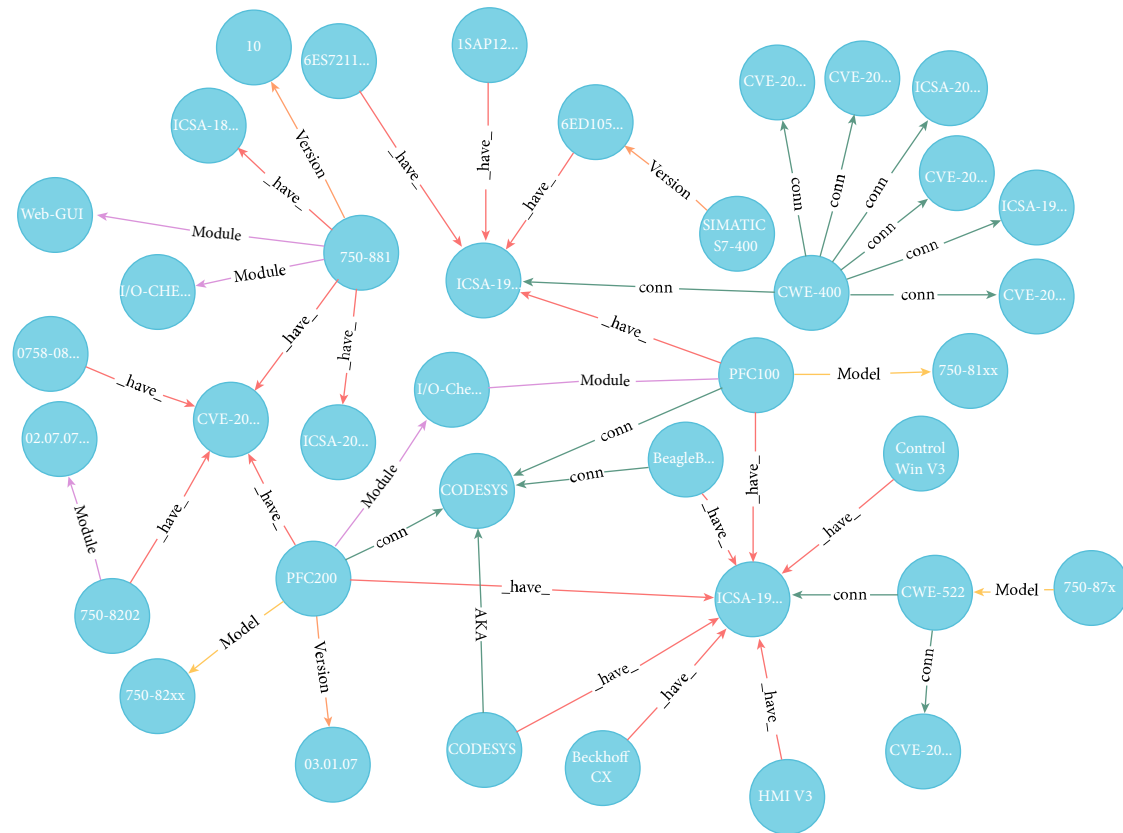 10
6ES7211...
1SAP12...
CVE-20...
CVE-20...
ICSA-20...
ICSA-18...
Version
_have_
_have_
_have_
6ED105...
_have_
Version
conn
conn
conn
CVE-20...
conn
ICSA-19...
conn
Web-GUI
Module
750-881
SIMATIC
S7-400
I/O-CHE...
Module
ICSA-19...
conn
CWE-400
conn
CVE-20...
_have_
_have_
_have_
0758-08...
_have_
I/O-Che...
Module
PFC100
Model
750-81xx
CVE-20...
02.07.07...
ICSA-20...
conn
BeagleB...
Control
Win V3
Module
conn
_have_
CODESYS
Module
_have_
_have_
_have_
_have_
conn
PFC200
_have_
ICSA-19...
conn
CWE-522
Model
750-87x
750-8202
Model
Version
AKA
conn
_have_
_have_
_have_
750-82xx
03.01.07
CODESYS
Beckhoff
CX
HMI V3
CVE-20...